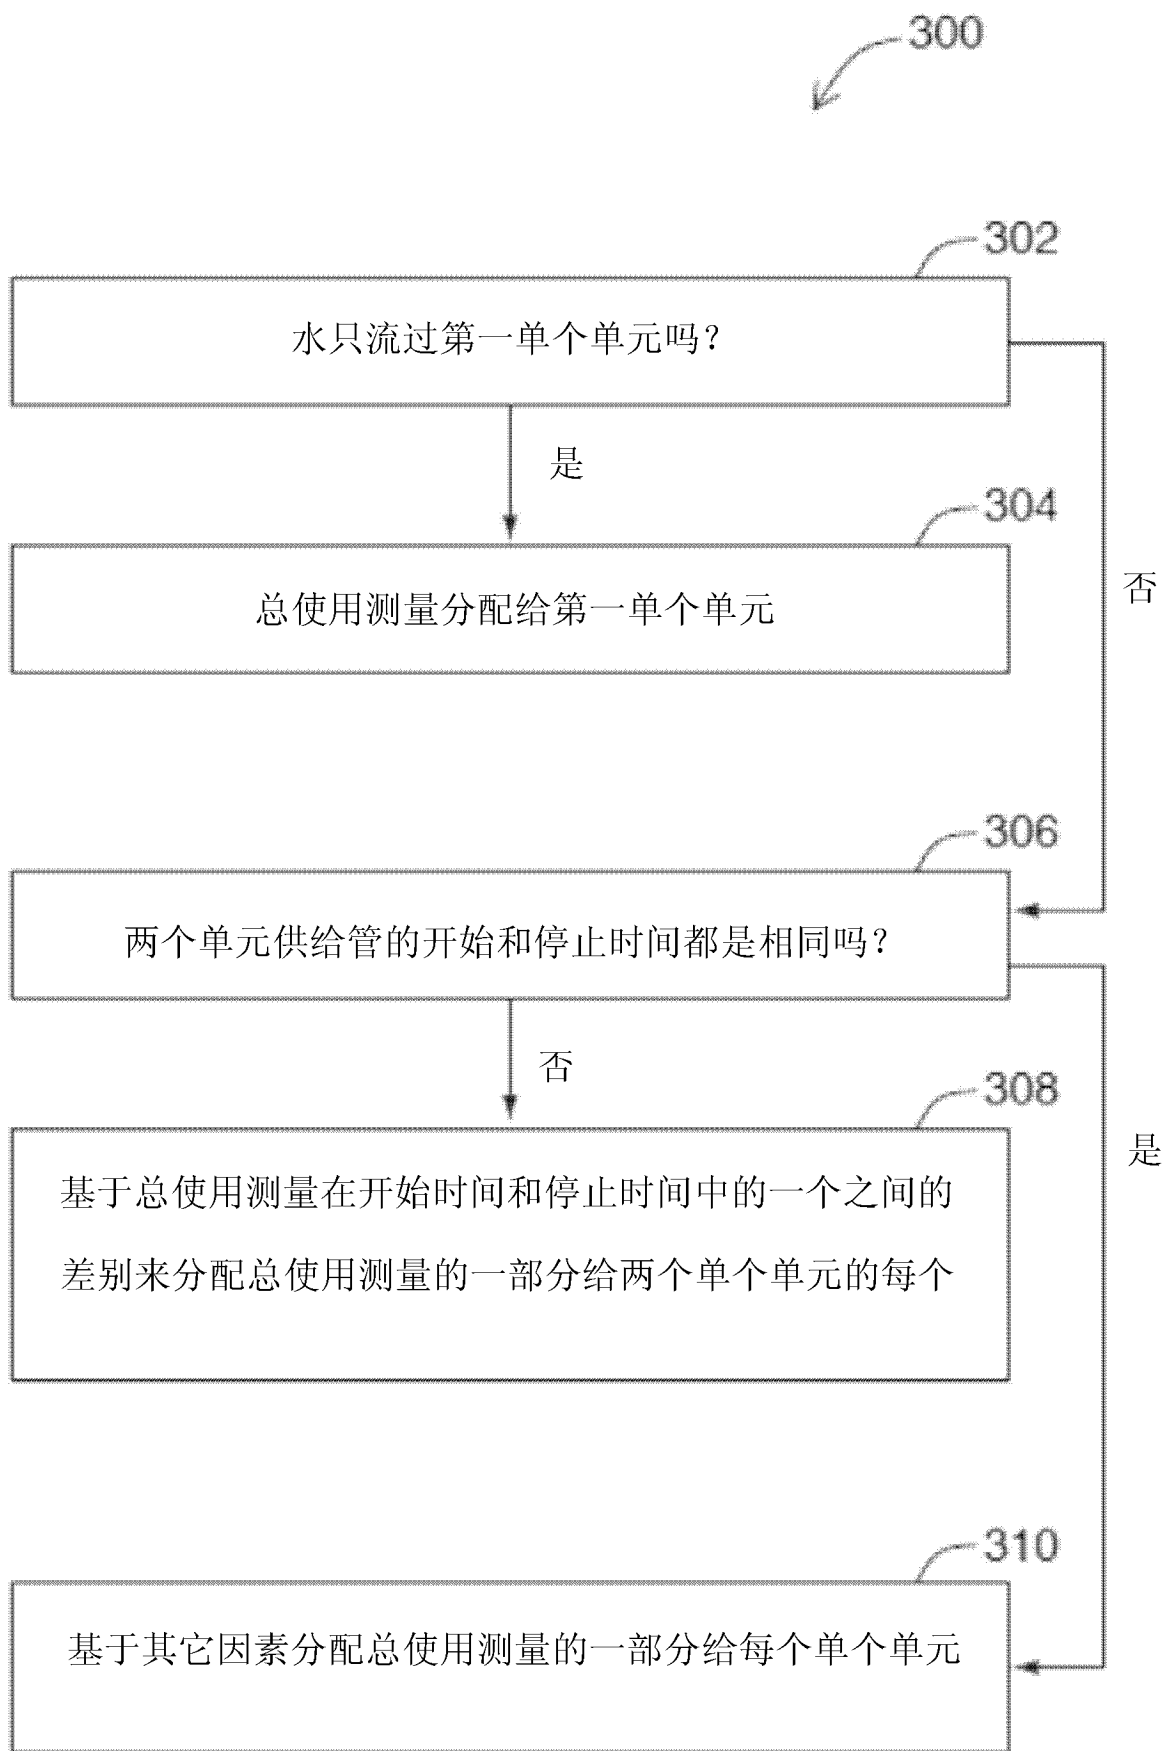 300
302
水只流过第一单个单元吗?
是
304
总使用测量分配给第一单个单元
否
306
两个单元供给管的开始和停止时间都是相同吗?
否
308
基于总使用测量在开始时间和停止时间中的一个之间的
差别来分配总使用测量的一部分给两个单个单元的每个
是
310
基于其它因素分配总使用测量的一部分给每个单个单元